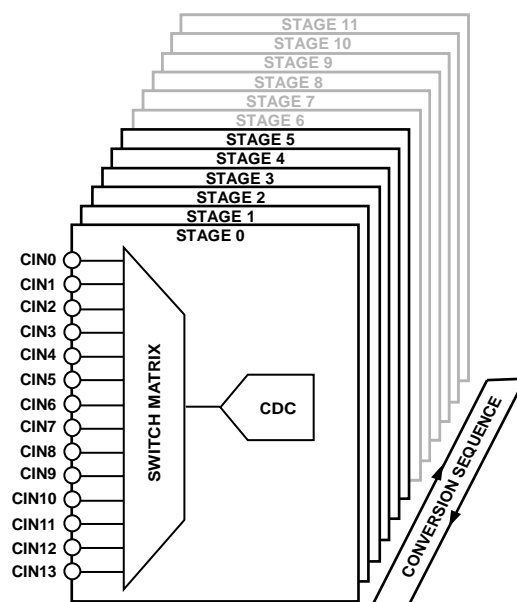 STAGE 11
STAGE 10
STAGE 9
STAGE 8
STAGE 7
STAGE 6
STAGE 5
STAGE 4
STAGE 3
STAGE 2
STAGE 1
STAGE 0
CIN0
CIN1
CIN2
CIN3
CIN4
CIN5
CIN6
CIN7
CIN8
CIN9
CIN10
CIN11
CIN12
CIN13
SWITCH MATRIX
CDC
CONVERSION SEQUENCE